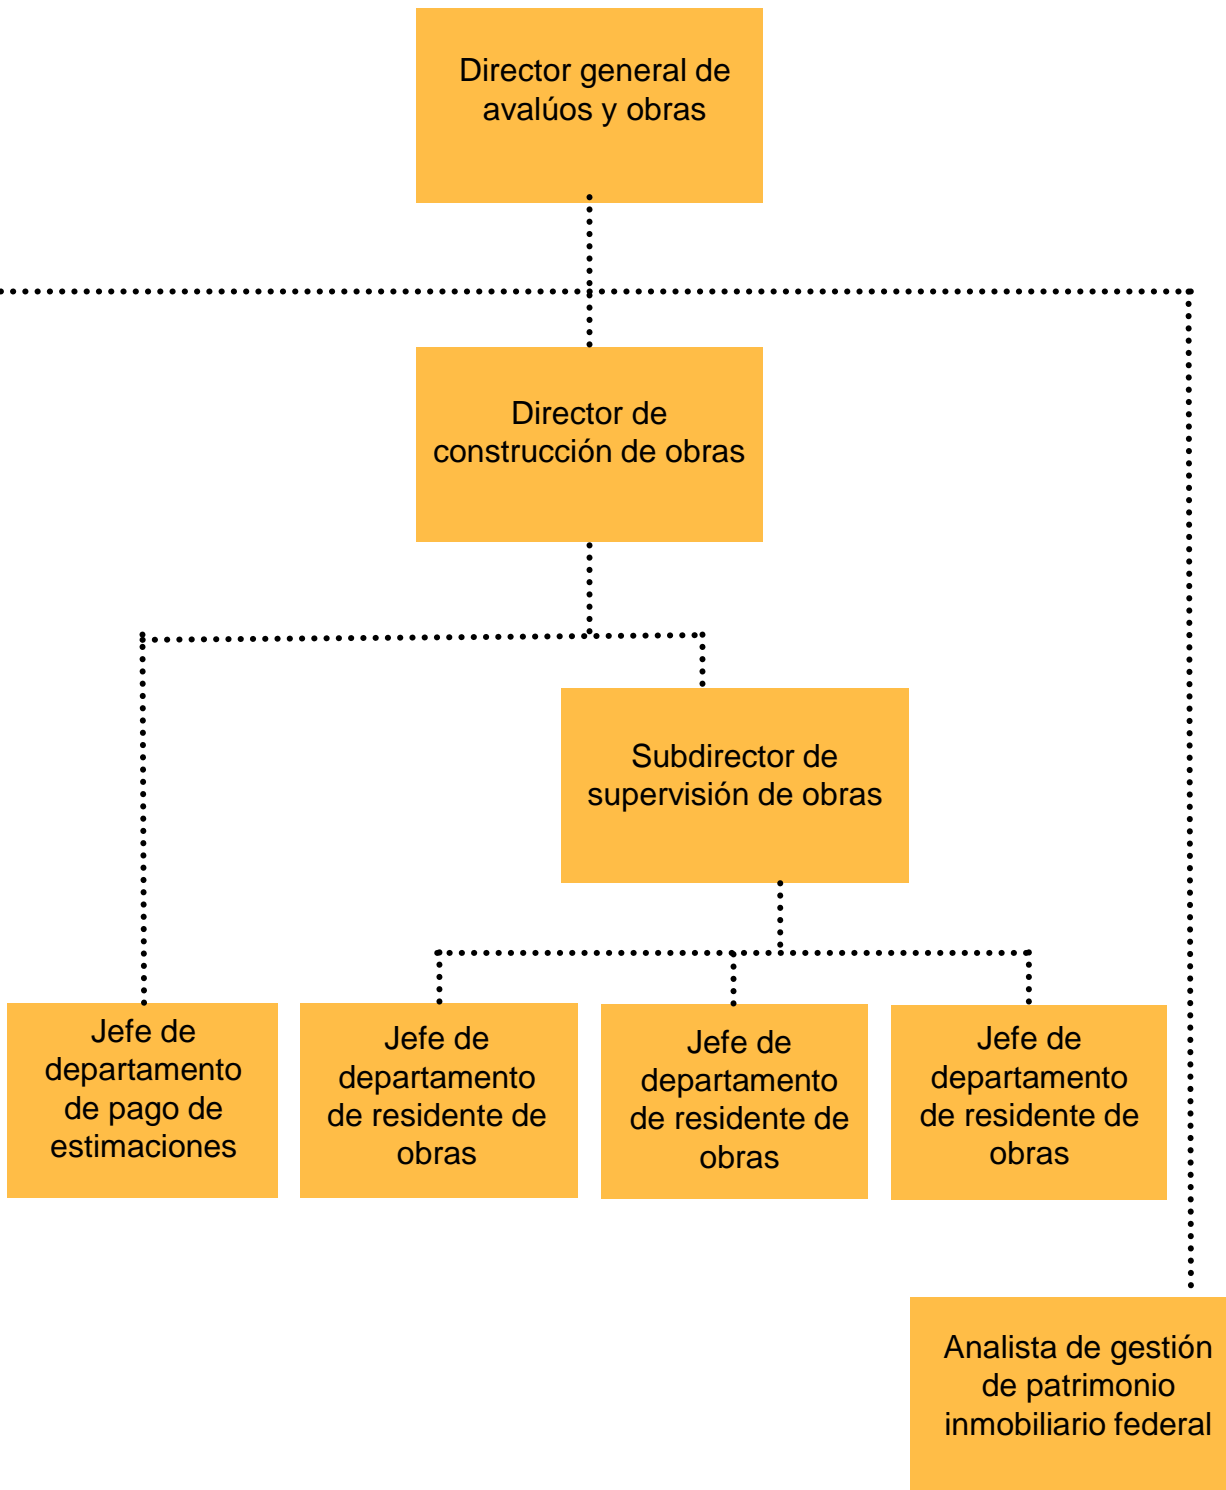 Director general de
avalúos y obras
Director de
construcción de obras
Subdirector de
supervisión de obras
Jefe de
departamento
de pago de
estimaciones
Jefe de
departamento
de residente de
obras
Jefe de
departamento
de residente de
obras
Jefe de
departamento
de residente de
obras
Analista de gestión
de patrimonio
inmobiliario federal